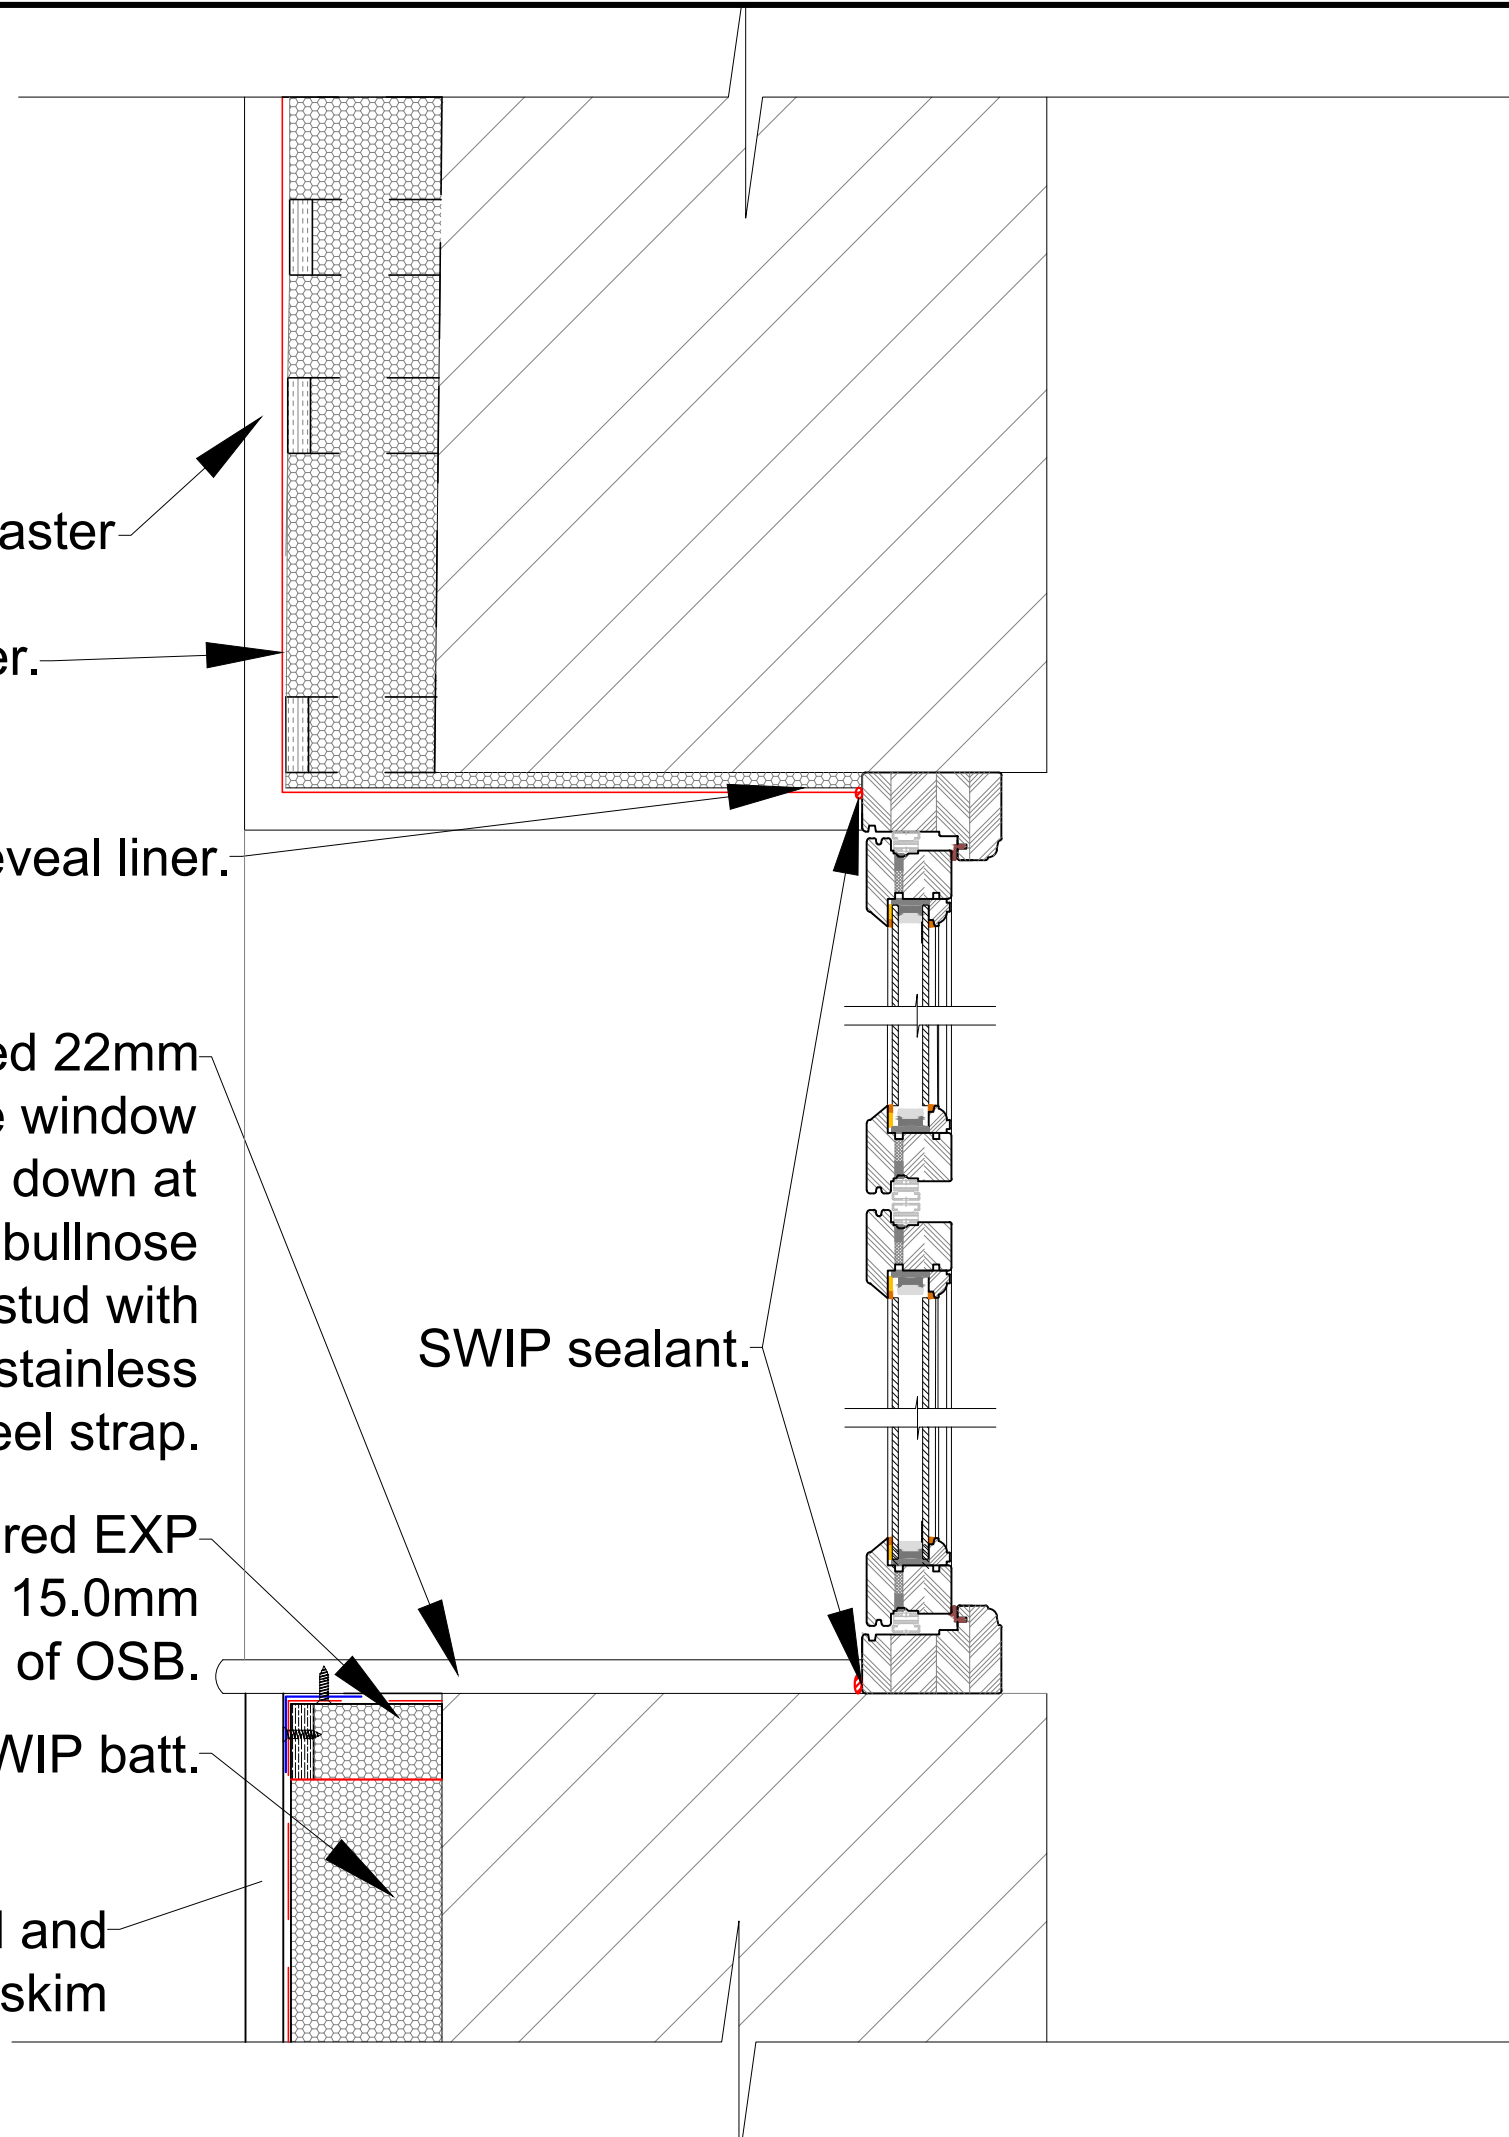 aster
er.
eveal liner.
ed 22mm
e window
down at
bullnose
stud with
stainless
eel strap.
SWIP sealant.
red EXP
15.0mm
of OSB.
WIP batt.
and
skim